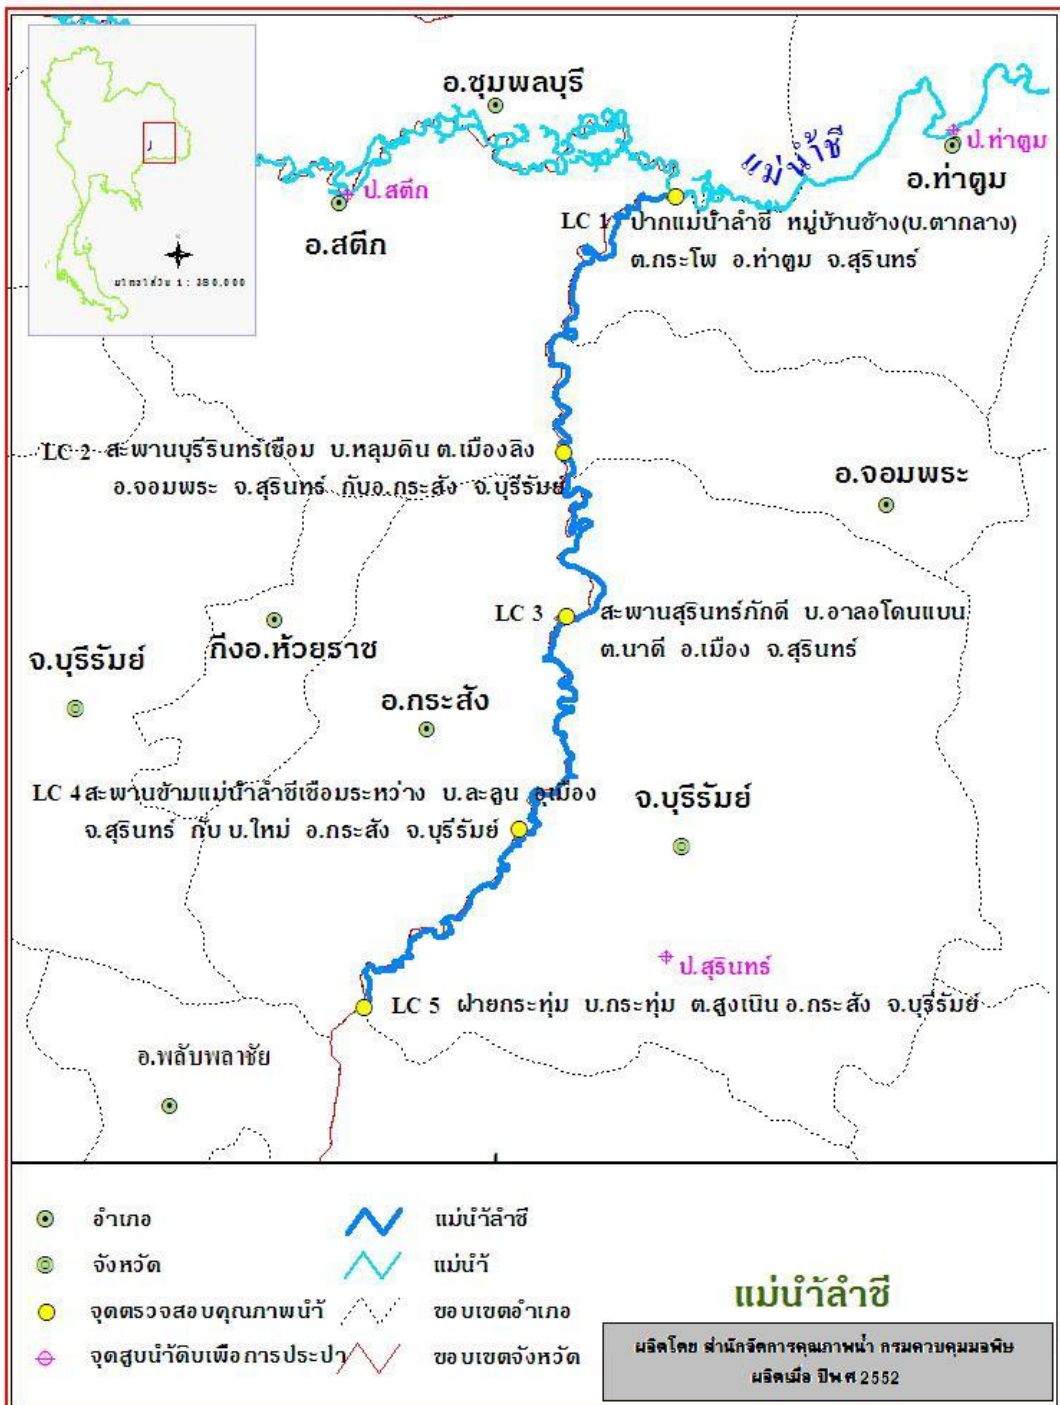 อ.ชุมพลบุรี
แม่น้ำชี
ป.ท่าตูม
อ.ท่าตูม
ป.สตึก
อ.สตึก
มาตราส่วน 1 : 350,000
LC 1 ปากแม่น้ำลำชี หมู่บ้านช้าง(บ.ตากลาง)
ต.กระโพ อ.ท่าตูม จ.สุรินทร์
LC 2 สะพานบุรีรินทร์เชื่อม บ.หลุมดิน ต.เมืองลิง
อ.จอมพระ จ.สุรินทร์ กับอ.กระสัง จ.บุรีรัมย์
อ.จอมพระ
LC 3 สะพานสุรินทร์ภักดี บ.อาลอโดนแบน
ต.นาดี อ.เมือง จ.สุรินทร์
กิ่งอ.ห้วยราช
จ.บุรีรัมย์
อ.กระสัง
LC 4 สะพานข้ามแม่น้ำลำชีเชื่อมระหว่าง บ.ละลูน อ.เมือง
จ.สุรินทร์ กับ บ.ใหม่ อ.กระสัง จ.บุรีรัมย์
จ.บุรีรัมย์
ป.สุรินทร์
LC 5 ฝายกระทุ่ม บ.กระทุ่ม ต.สูงเนิน อ.กระสัง จ.บุรีรัมย์
อ.พลับพลาชัย
อำเภอ
จังหวัด
จุดตรวจสอบคุณภาพน้ำ
จุดสูบน้ำดิบเพื่อการประปา
แม่น้ำลำชี
แม่น้ำ
ขอบเขตอำเภอ
ขอบเขตจังหวัด
แม่น้ำลำชี
ผลิตโดย สำนักจัดการคุณภาพน้ำ กรมควบคุมมลพิษ
ผลิตเมื่อ ปีพ.ศ 2552